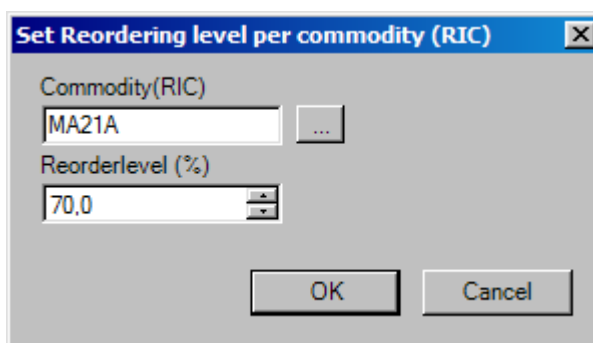 Set Reordering level per commodity (RIC)
Commodity(RIC)
MA21A ...
Reorderlevel (%)
70,0
OK Cancel